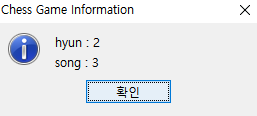 Chess Game Information
hyun : 2
song : 3
확인